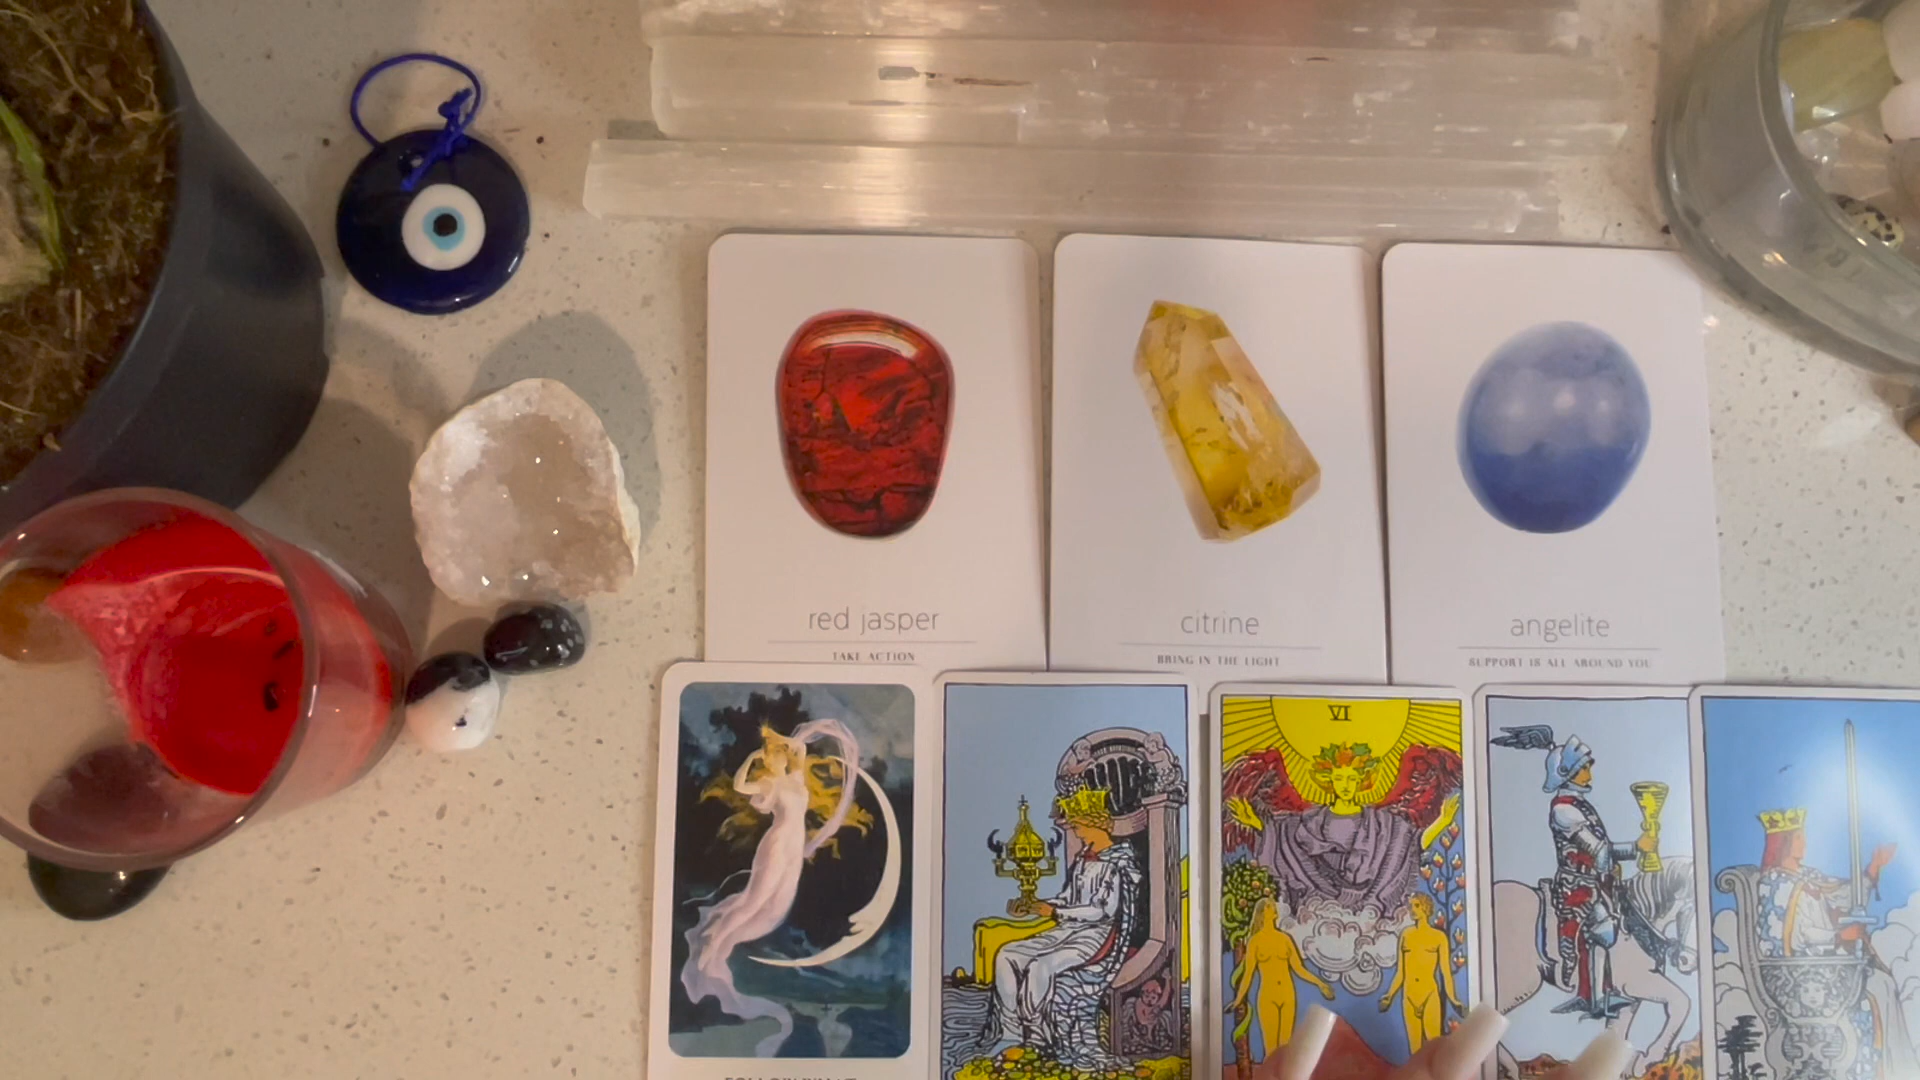 red jasper
TAKE ACTION
citrine
BRING IN THE LIGHT
angelite
SUPPORT IS ALL AROUND YOU
VI